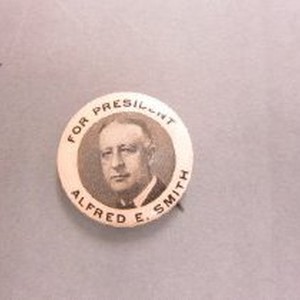 FOR PRESIDENT
ALFRED E. SMITH